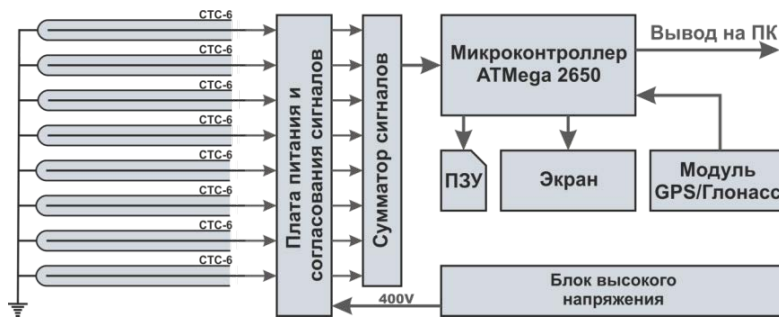 СТС-6
СТС-6
СТС-6
СТС-6
СТС-6
СТС-6
СТС-6
СТС-6
Плата питания и
согласования сигналов
Сумматор сигналов
Микроконтроллер
ATMega 2650
Вывод на ПК
ПЗУ
Экран
Модуль
GPS/Глонасс
400V
Блок высокого
напряжения